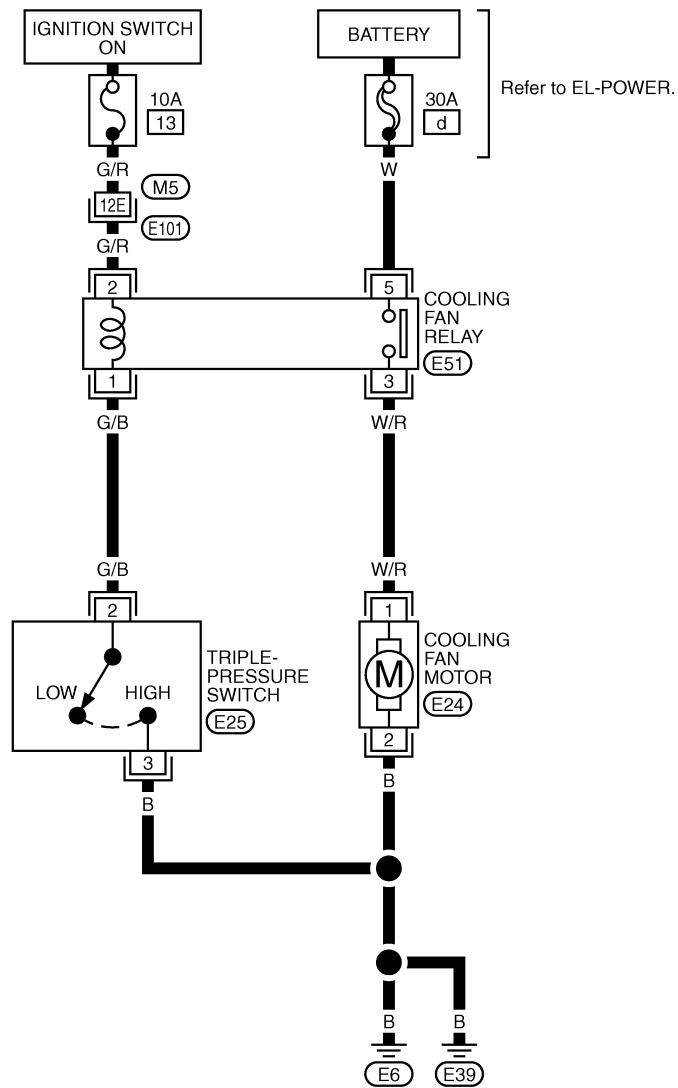 IGNITION SWITCH
ON
BATTERY
Refer to EL-POWER.
10A
13
30A
d
G/R
W
M5
12E
E101
G/R
2
5
COOLING
FAN
RELAY
E51
1
3
G/B
W/R
G/B
W/R
2
1
TRIPLE-
PRESSURE
SWITCH
E25
LOW
HIGH
COOLING
FAN
MOTOR
E24
M
2
3
B
B
B
B
E6
E39